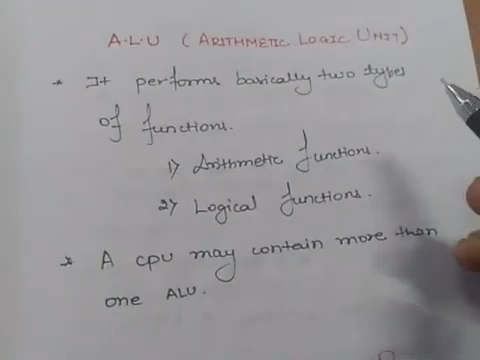 A.L.U ( ARITHMETIC LOGIC UNIT)
* It performs basically two types
of functions.
1) Arithmetic functions.
2) Logical functions.
* A cpu may contain more than
one ALU.